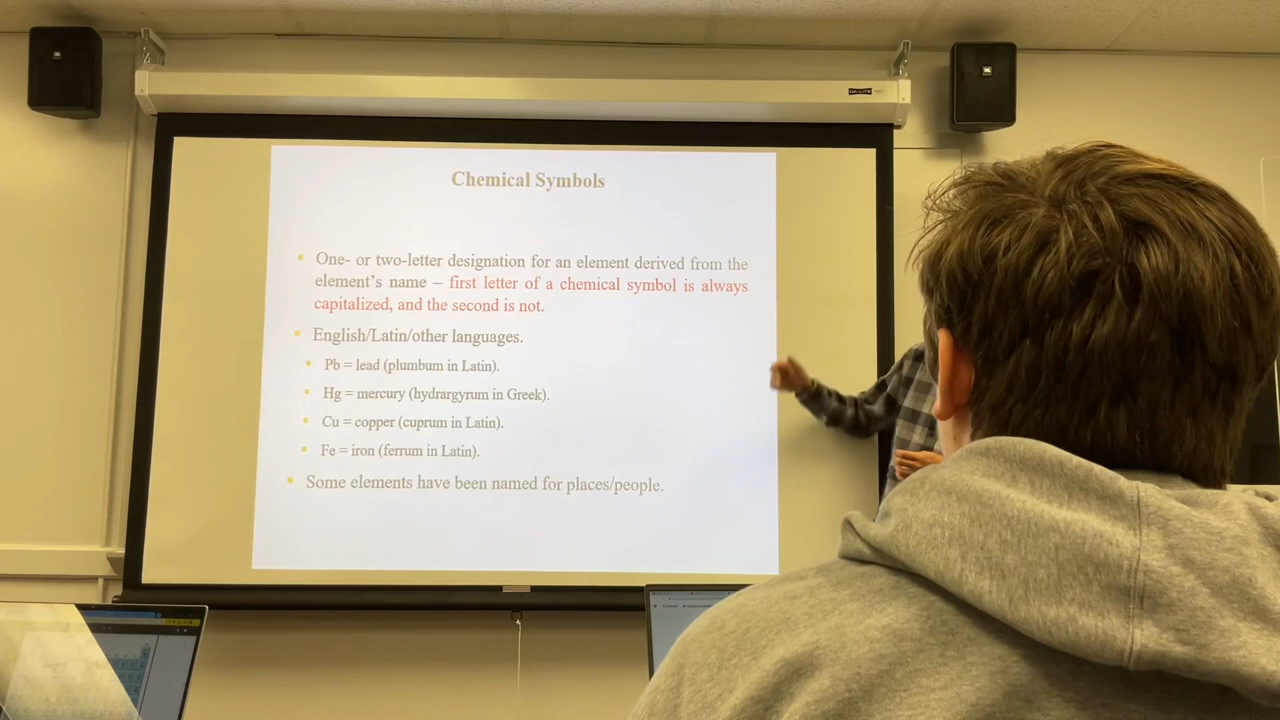 Chemical Symbols
One- or two-letter designation for an element derived from the
element's name – first letter of a chemical symbol is always
capitalized, and the second is not.
English/Latin/other languages.
Pb = lead (plumbum in Latin).
Hg = mercury (hydrargyrum in Greek).
Cu = copper (cuprum in Latin).
Fe = iron (ferrum in Latin).
Some elements have been named for places/people.
DA-LITE
JBL